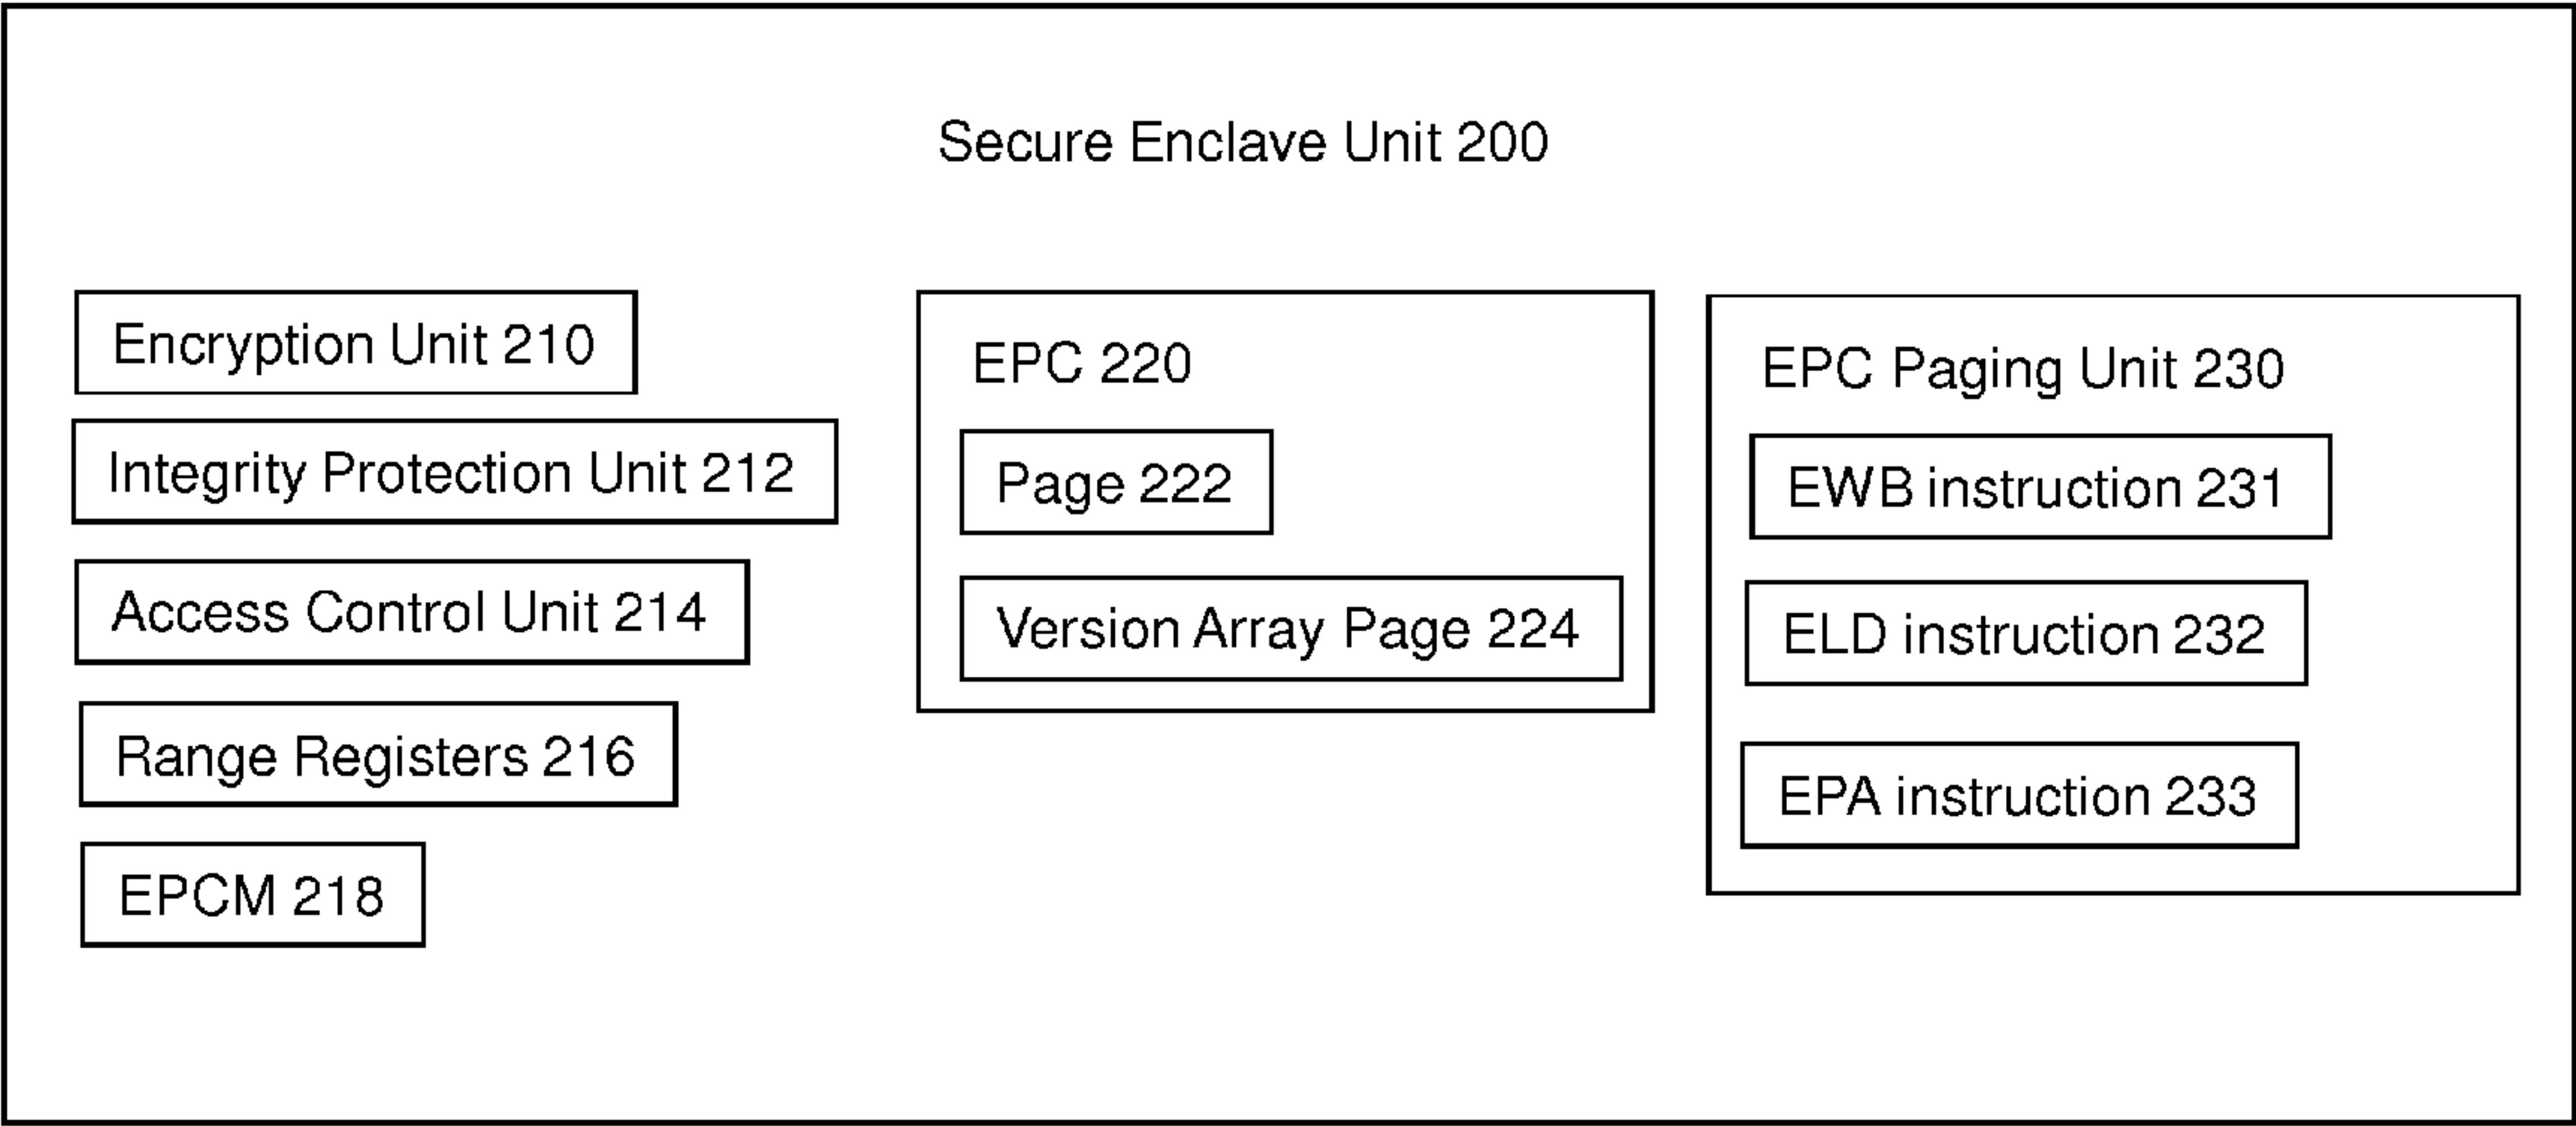 Secure Enclave Unit 200
Encryption Unit 210
Integrity Protection Unit 212
Access Control Unit 214
Range Registers 216
EPCM 218
EPC 220
Page 222
Version Array Page 224
EPC Paging Unit 230
EWB instruction 231
ELD instruction 232
EPA instruction 233